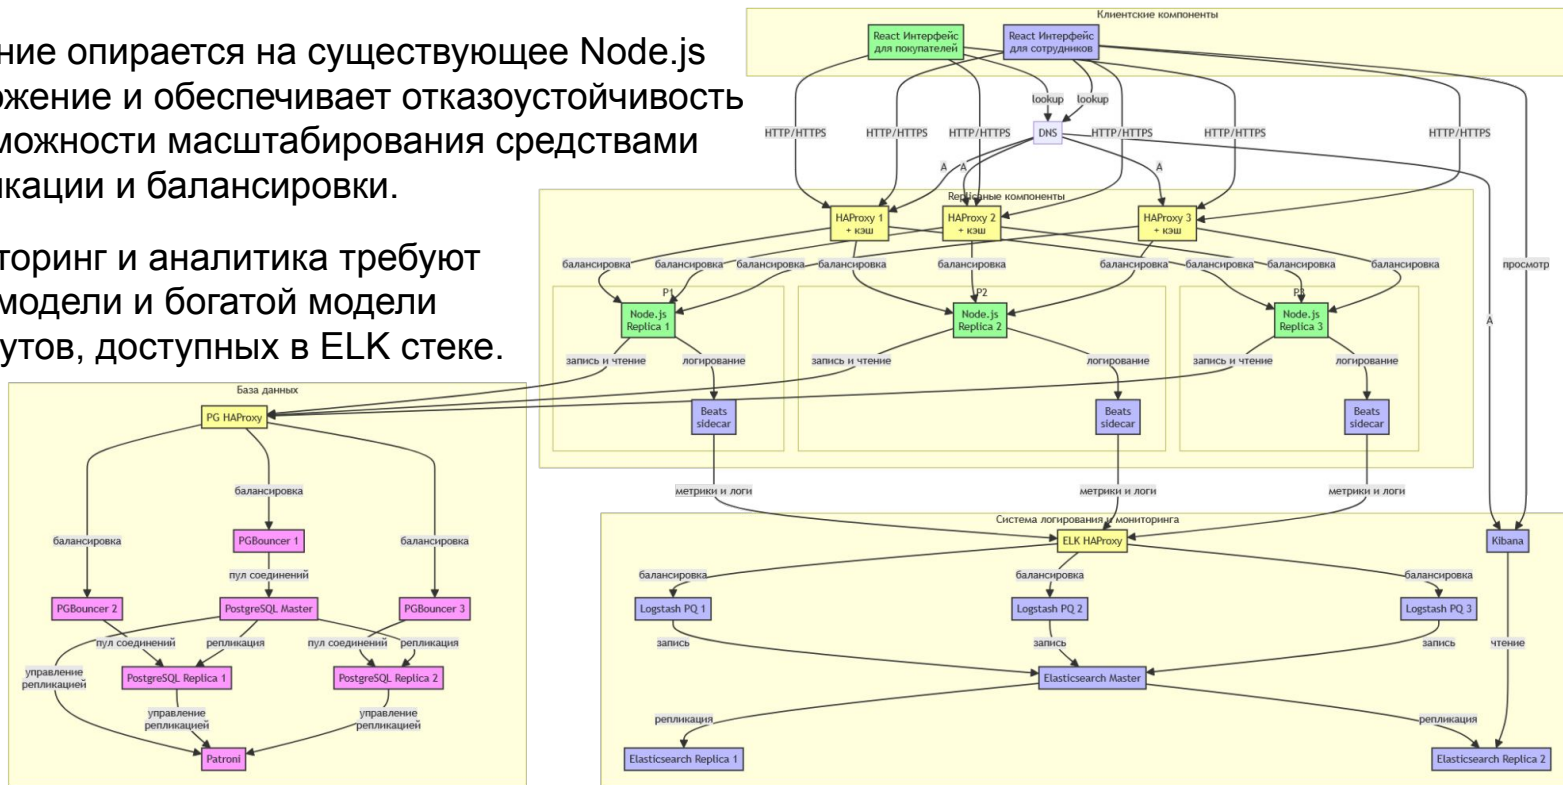 ние опирается на существующее Node.js
ожение и обеспечивает отказоустойчивость
можности масштабирования средствами
икации и балансировки.
торинг и аналитика требуют
модели и богатой модели
утов, доступных в ELK стеке.
Клиентские компоненты
React Интерфейс
для покупателей
React Интерфейс
для сотрудников
lookup
lookup
HTTP/HTTPS
HTTP/HTTPS
HTTP/HTTPS
DNS
HTTP/HTTPS
HTTP/HTTPS
HTTP/HTTPS
A
A
A
Replicaные компоненты
HAProxy 1
+ кэш
HAProxy 2
+ кэш
HAProxy 3
+ кэш
балансировка
балансировка
балансировка
балансировка
балансировка
балансировка
балансировка
балансировка
балансировка
просмотр
P1
P2
P3
Node.js
Replica 1
Node.js
Replica 2
Node.js
Replica 3
A
запись и чтение
логирование
запись и чтение
логирование
запись и чтение
логирование
Beats
sidecar
Beats
sidecar
Beats
sidecar
метрики и логи
метрики и логи
метрики и логи
База данных
PG HAProxy
балансировка
балансировка
балансировка
PGBouncer 1
пул соединений
PGBouncer 2
PostgreSQL Master
PGBouncer 3
пул соединений
репликация
пул соединений
репликация
управление
репликацией
PostgreSQL Replica 1
PostgreSQL Replica 2
управление
репликацией
управление
репликацией
Patroni
Система логирования и мониторинга
ELK HAProxy
Kibana
балансировка
балансировка
балансировка
Logstash PQ 1
Logstash PQ 2
Logstash PQ 3
запись
запись
запись
чтение
Elasticsearch Master
репликация
репликация
Elasticsearch Replica 1
Elasticsearch Replica 2